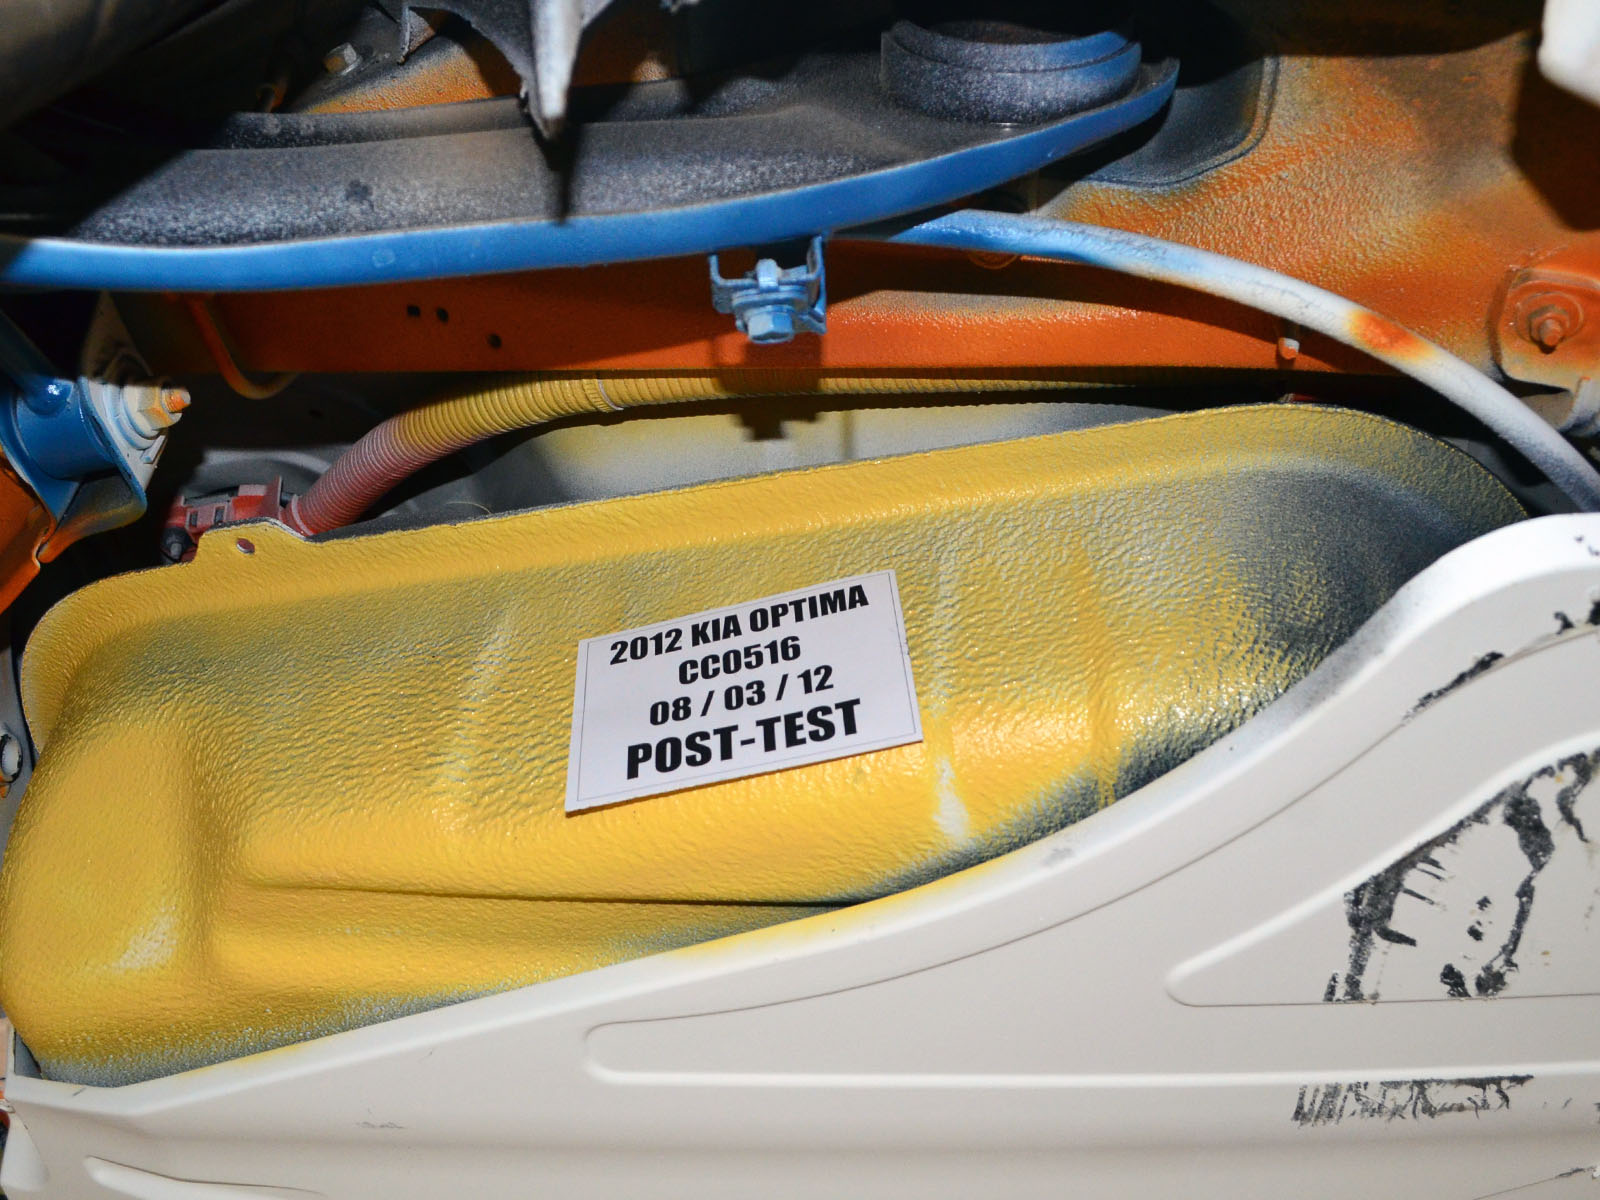 2012 KIA OPTIMA
CC0516
08 / 03 / 12
POST-TEST